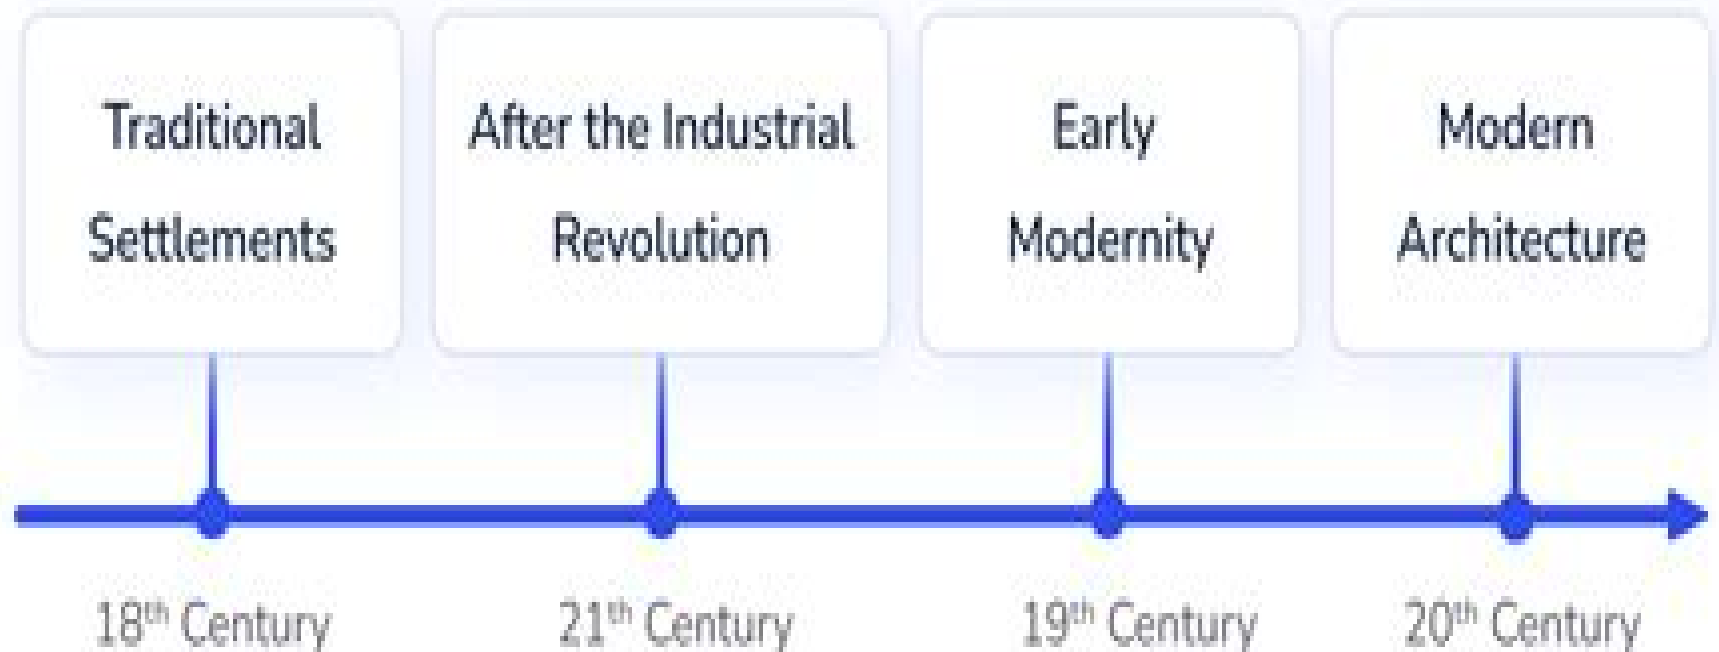 Traditional
Settlements
After the Industrial
Revolution
Early
Modernity
Modern
Architecture
18th Century
21th Century
19th Century
20th Century